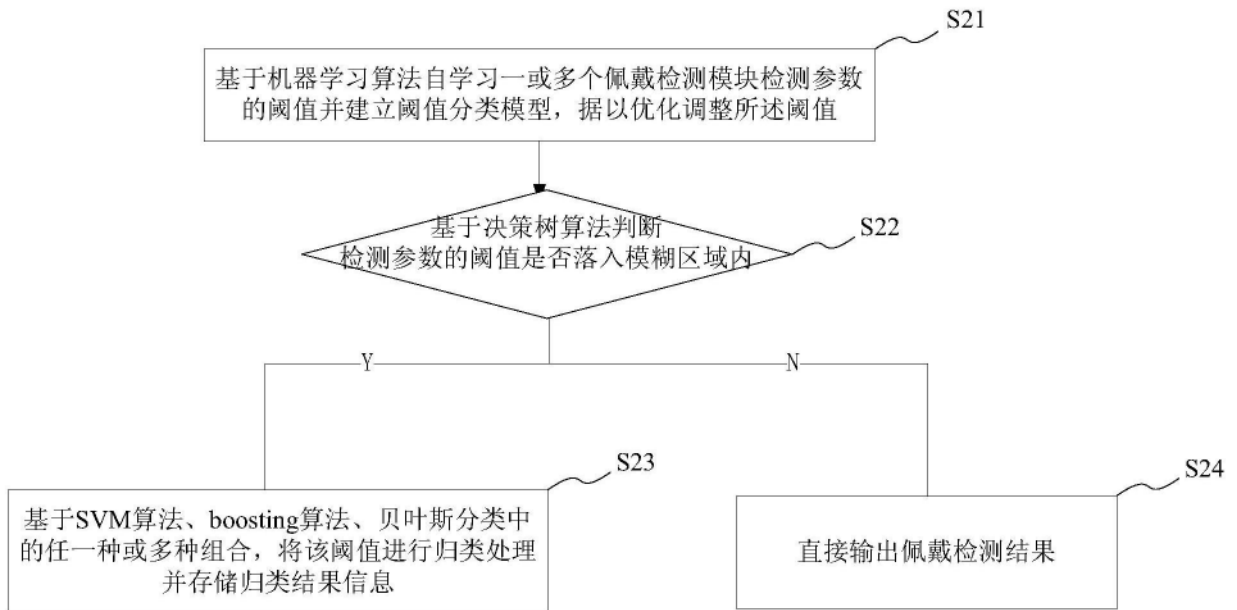 S21
基于机器学习算法自学习一或多个佩戴检测模块检测参数
的阈值并建立阈值分类模型，据以优化调整所述阈值
基于决策树算法判断
检测参数的阈值是否落入模糊区域内
S22
Y
N
S23
基于SVM算法、boosting算法、贝叶斯分类中
的任一种或多种组合，将该阈值进行归类处理
并存储归类结果信息
S24
直接输出佩戴检测结果